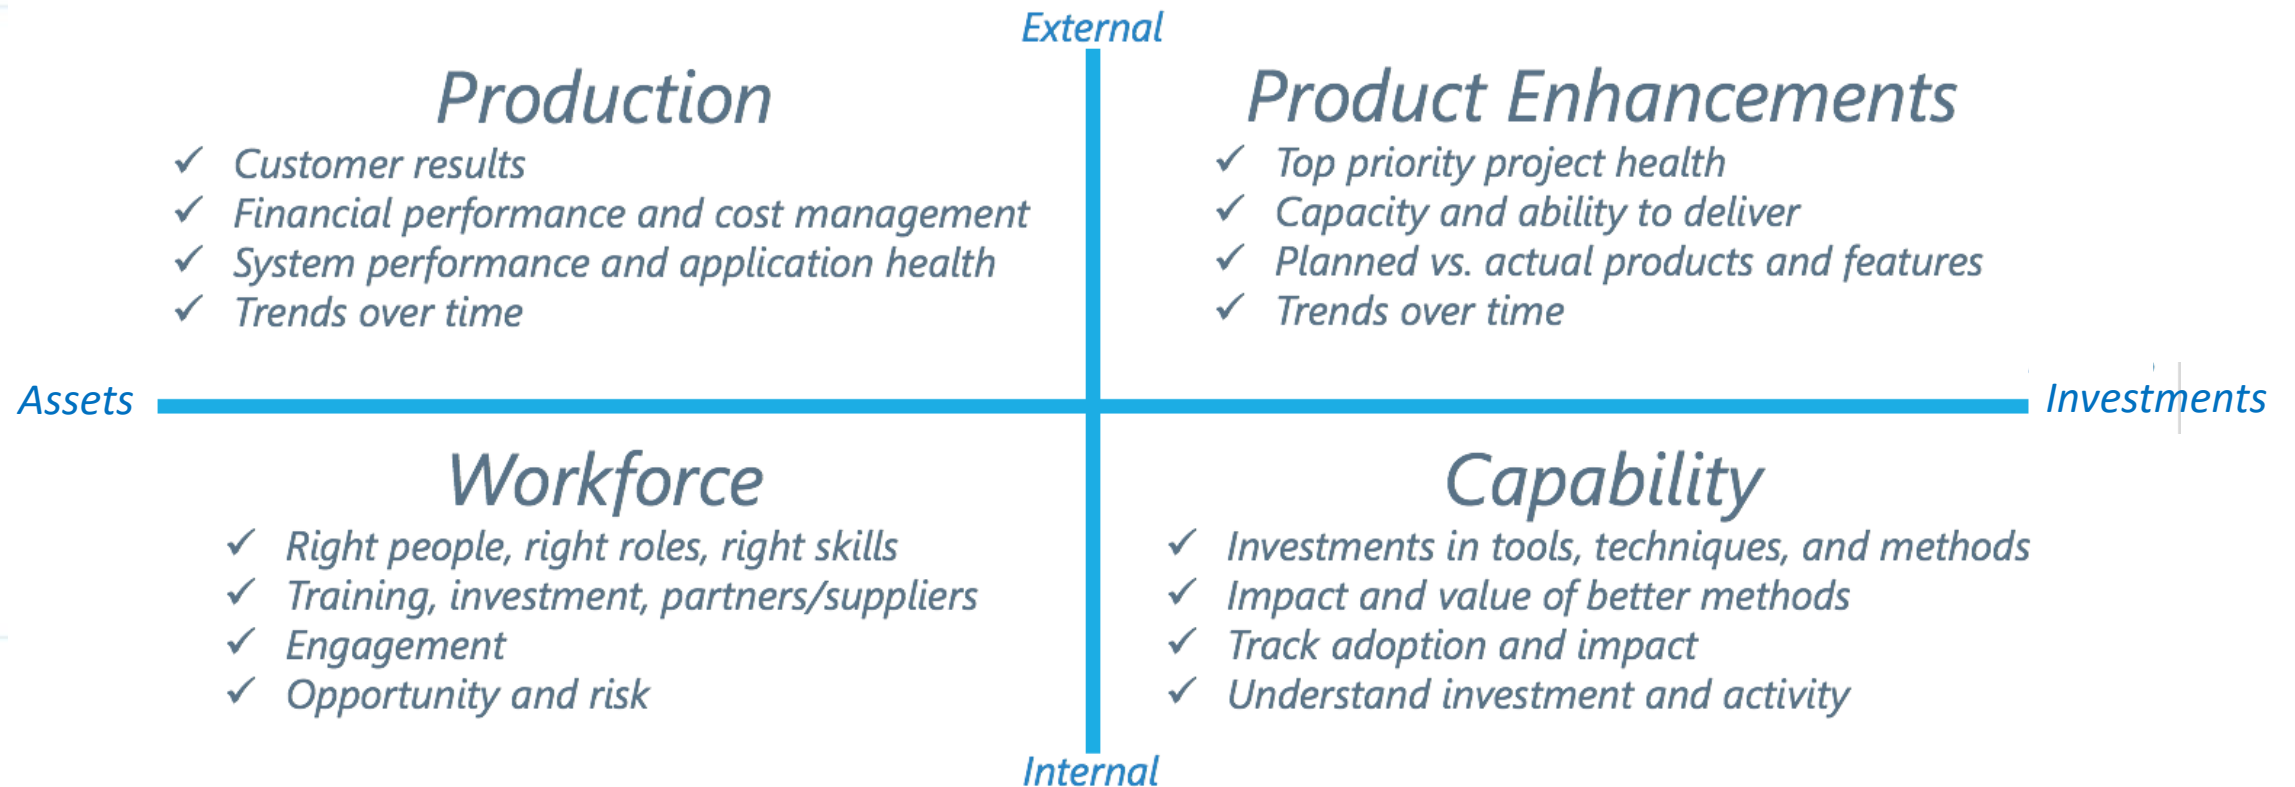 External
Production
✓ Customer results
✓ Financial performance and cost management
✓ System performance and application health
✓ Trends over time
Product Enhancements
✓ Top priority project health
✓ Capacity and ability to deliver
✓ Planned vs. actual products and features
✓ Trends over time
Assets
Investments
Workforce
✓ Right people, right roles, right skills
✓ Training, investment, partners/suppliers
✓ Engagement
✓ Opportunity and risk
Capability
✓ Investments in tools, techniques, and methods
✓ Impact and value of better methods
✓ Track adoption and impact
✓ Understand investment and activity
Internal